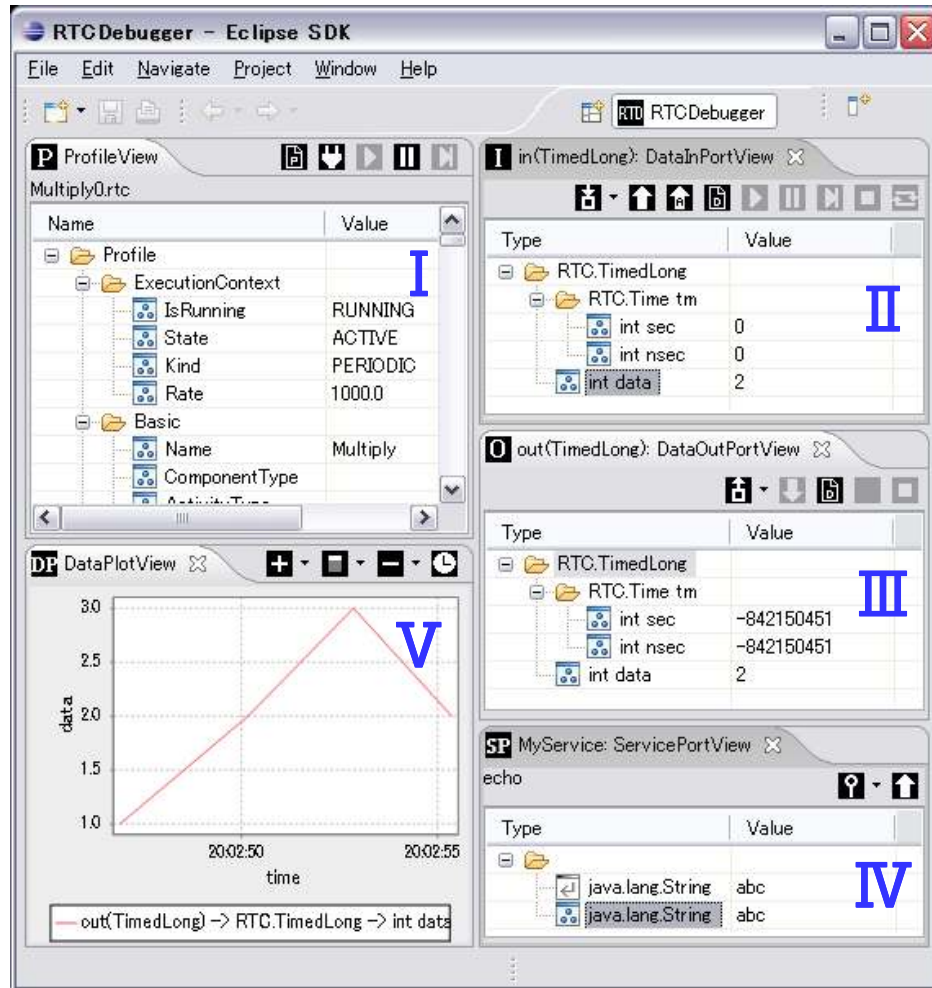 RTCDebugger - Eclipse SDK
File Edit Navigate Project Window Help
RTD RTCDebugger
P ProfileView
Multiply0.rtc
Name Value
Profile
ExecutionContext
IsRunning RUNNING
State ACTIVE
Kind PERIODIC
Rate 1000.0
Basic
Name Multiply
ComponentType
ActivityType
I
I in(TimedLong): DataInPortView
Type Value
RTC.TimedLong
RTC.Time tm
int sec 0
int nsec 0
int data 2
II
O out(TimedLong): DataOutPortView
Type Value
RTC.TimedLong
RTC.Time tm
int sec -842150451
int nsec -842150451
int data 2
III
DP DataPlotView
3.0
2.5
2.0
1.5
1.0
data
20:02:50 20:02:55
time
out(TimedLong) -> RTC.TimedLong -> int data
V
SP MyService: ServicePortView
echo
Type Value
java.lang.String abc
java.lang.String abc
IV